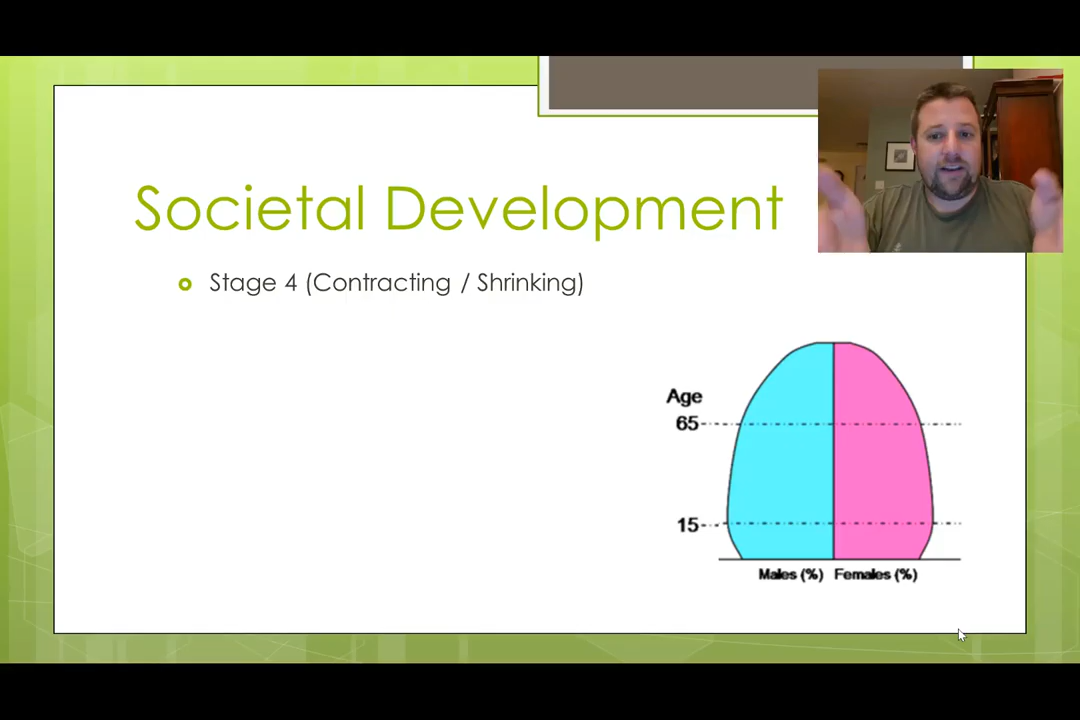 Societal Development
Stage 4 (Contracting / Shrinking)
Age
65
15
Males (%) Females (%)